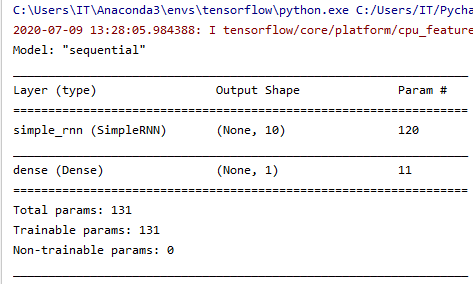 C:\Users\IT\Anaconda3\envs\tensorflow\python.exe C:/Users/IT/Pycha
2020-07-09 13:28:05.984388: I tensorflow/core/platform/cpu_feature
Model: "sequential"
_________________________________________________________________
Layer (type)                 Output Shape              Param #
=================================================================
simple_rnn (SimpleRNN)       (None, 10)                120
_________________________________________________________________
dense (Dense)                (None, 1)                 11
=================================================================
Total params: 131
Trainable params: 131
Non-trainable params: 0
_________________________________________________________________